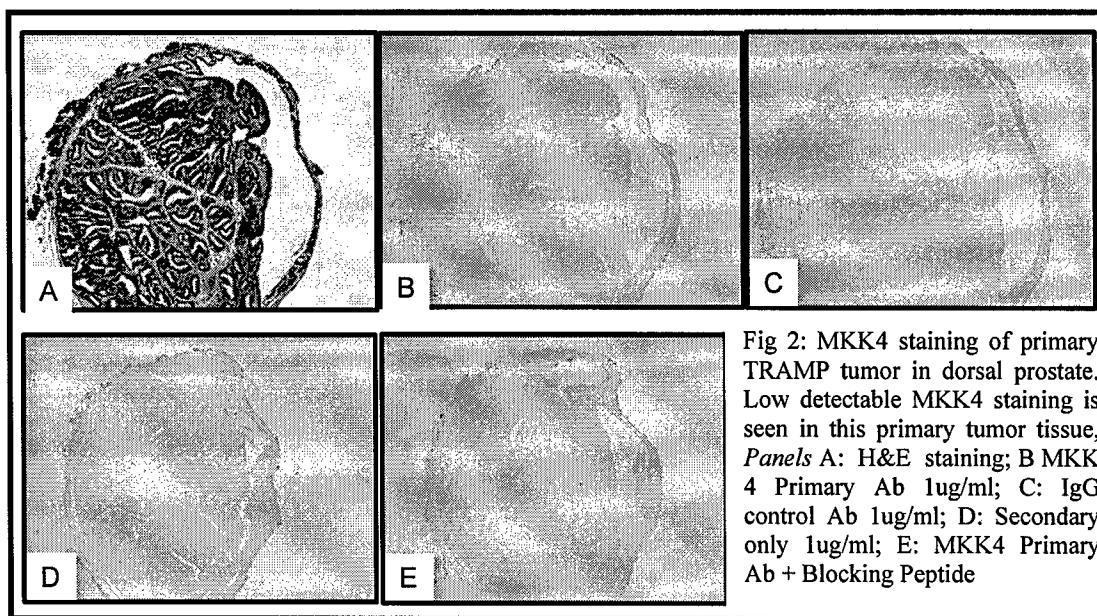 A
B
C
D
E
Fig 2: MKK4 staining of primary
TRAMP tumor in dorsal prostate.
Low detectable MKK4 staining is
seen in this primary tumor tissue,
Panels A: H&E staining; B MKK
4 Primary Ab 1ug/ml; C: IgG
control Ab 1ug/ml; D: Secondary
only 1ug/ml; E: MKK4 Primary
Ab + Blocking Peptide